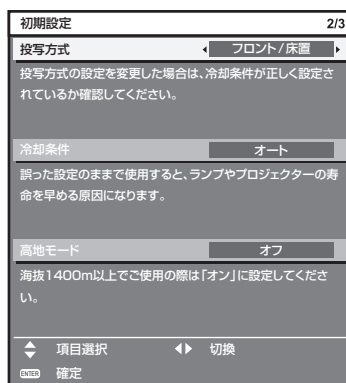 初期設定 2/3
投写方式 フロント/床置
投写方式の設定を変更した場合は、冷却条件が正しく設定さ
れているか確認してください。
冷却条件 オート
誤った設定のままで使用すると、ランプやプロジェクターの寿
命を早める原因になります。
高地モード オフ
海抜1400m以上でご使用の際は「オン」に設定してくださ
い。
項目選択 切換
ENTER 確定